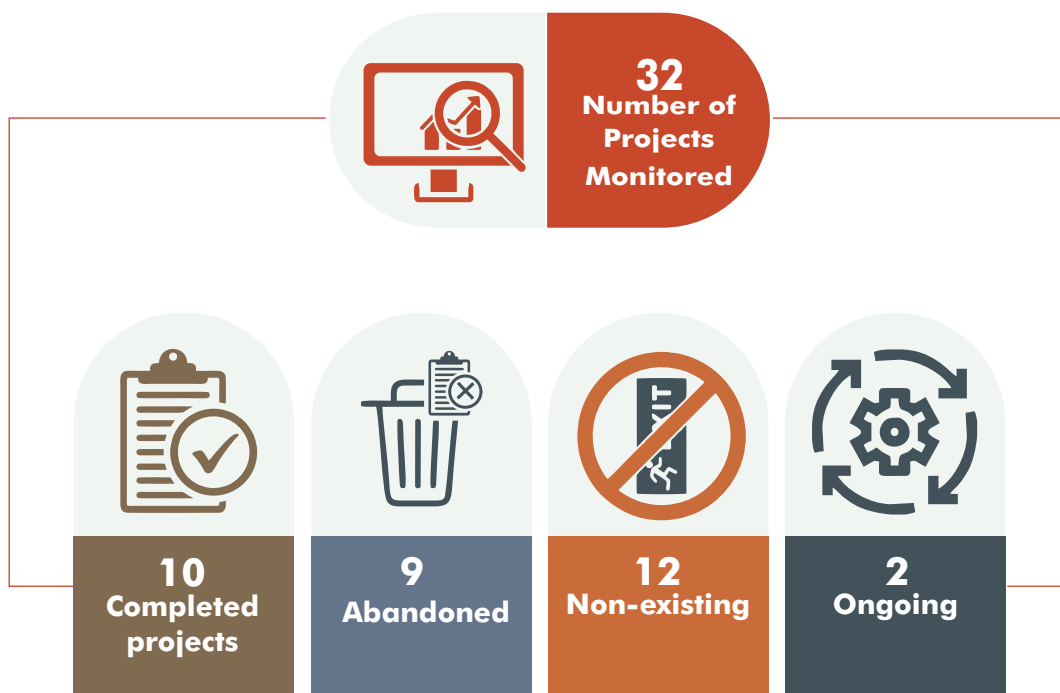 32
Number of
Projects
Monitored
10
Completed
projects
9
Abandoned
12
Non-existing
2
Ongoing